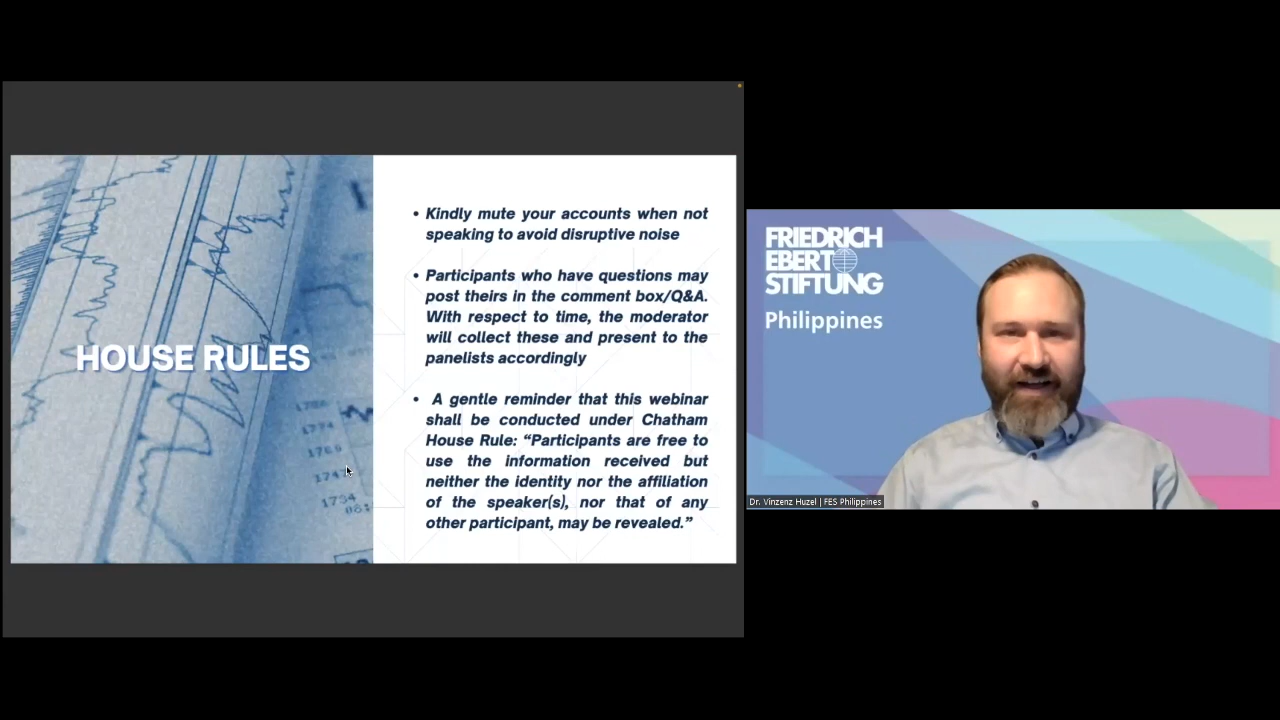 HOUSE RULES
• Kindly mute your accounts when not
speaking to avoid disruptive noise
• Participants who have questions may
post theirs in the comment box/Q&A.
With respect to time, the moderator
will collect these and present to the
panelists accordingly
• A gentle reminder that this webinar
shall be conducted under Chatham
House Rule: “Participants are free to
use the information received but
neither the identity nor the affiliation
of the speaker(s), nor that of any
other participant, may be revealed.”
1774
1765
1734
FRIEDRICH
EBERT
STIFTUNG
Philippines
Dr. Vinzenz Huzel | FES Philippines